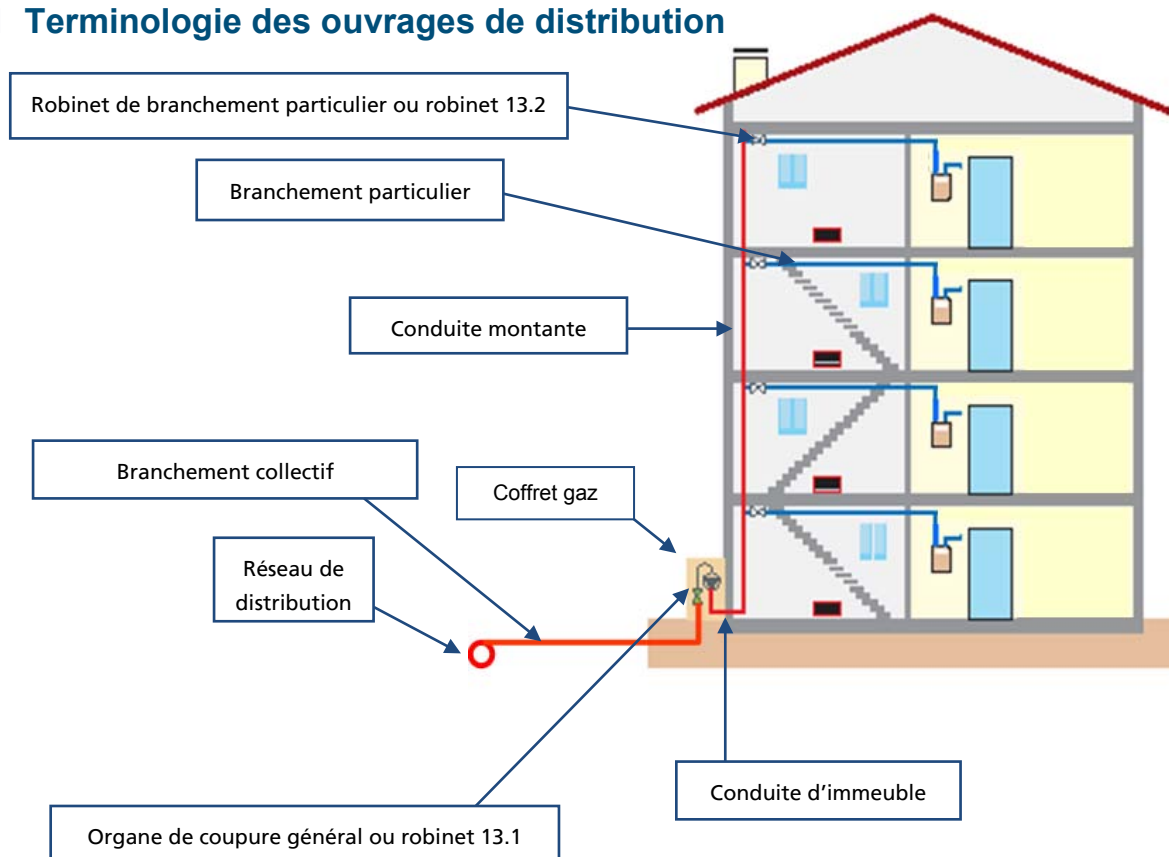 Terminologie des ouvrages de distribution
Robinet de branchement particulier ou robinet 13.2
Branchement particulier
Conduite montante
Branchement collectif
Coffret gaz
Réseau de
distribution
Conduite d’immeuble
Organe de coupure général ou robinet 13.1